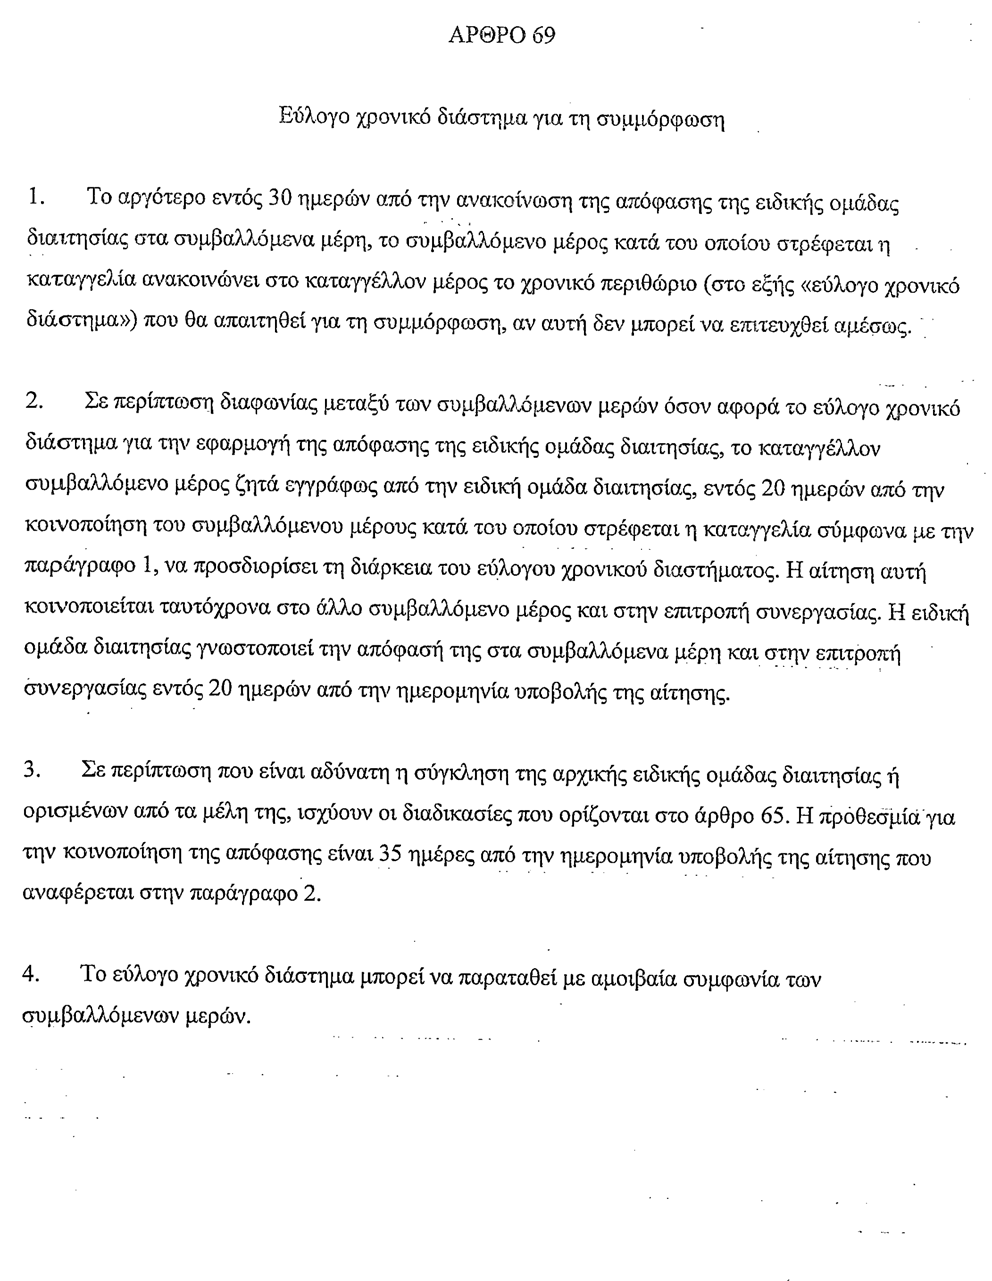 ΑΡΘΡΟ 69
Εύλογο χρονικό διάστημα για τη συμμόρφωση
1. Το αργότερο εντός 30 ημερών από την ανακοίνωση της απόφασης της ειδικής ομάδας
διαιτησίας στα συμβαλλόμενα μέρη, το συμβαλλόμενο μέρος κατά του οποίου στρέφεται η
καταγγελία ανακοινώνει στο καταγγέλλον μέρος το χρονικό περιθώριο (στο εξής «εύλογο χρονικό
διάστημα») που θα απαιτηθεί για τη συμμόρφωση, αν αυτή δεν μπορεί να επιτευχθεί αμέσως.
2. Σε περίπτωση διαφωνίας μεταξύ των συμβαλλόμενων μερών όσον αφορά το εύλογο χρονικό
διάστημα για την εφαρμογή της απόφασης της ειδικής ομάδας διαιτησίας, το καταγγέλλον
συμβαλλόμενο μέρος ζητά εγγράφως από την ειδική ομάδα διαιτησίας, εντός 20 ημερών από την
κοινοποίηση του συμβαλλόμενου μέρους κατά του οποίου στρέφεται η καταγγελία σύμφωνα με την
παράγραφο 1, να προσδιορίσει τη διάρκεια του εύλογου χρονικού διαστήματος. Η αίτηση αυτή
κοινοποιείται ταυτόχρονα στο άλλο συμβαλλόμενο μέρος και στην επιτροπή συνεργασίας. Η ειδική
ομάδα διαιτησίας γνωστοποιεί την απόφασή της στα συμβαλλόμενα μέρη και στην επιτροπή
συνεργασίας εντός 20 ημερών από την ημερομηνία υποβολής της αίτησης.
3. Σε περίπτωση που είναι αδύνατη η σύγκληση της αρχικής ειδικής ομάδας διαιτησίας ή
ορισμένων από τα μέλη της, ισχύουν οι διαδικασίες που ορίζονται στο άρθρο 65. Η προθεσμία για
την κοινοποίηση της απόφασης είναι 35 ημέρες από την ημερομηνία υποβολής της αίτησης που
αναφέρεται στην παράγραφο 2.
4. Το εύλογο χρονικό διάστημα μπορεί να παραταθεί με αμοιβαία συμφωνία των
συμβαλλόμενων μερών.